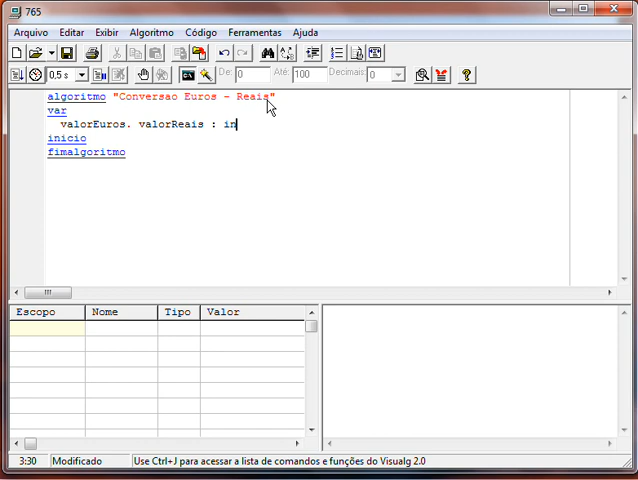 765
Arquivo Editar Exibir Algoritmo Código Ferramentas Ajuda
0,5 s De: 0 Até: 100 Decimais: 0
algoritmo "Conversao Euros - Reais"
var
valorEuros. valorReais : in
inicio
fimalgoritmo
Escopo Nome Tipo Valor
3:30 Modificado Use Ctrl+J para acessar a lista de comandos e funções do Visualg 2.0